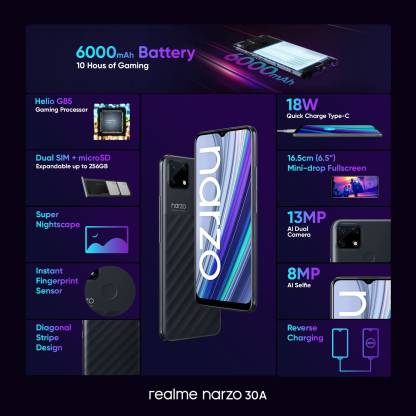 6000mAh Battery
10 Hous of Gaming
6000mAh
Helio G85
Gaming Processor
Dual SIM + microSD
Expandable up to 256GB
Super
Nightscape
Instant
Fingerprint
Sensor
Diagonal
Stripe
Design
narzo
narzo
18W
Quick Charge Type-C
16.5cm (6.5")
Mini-drop Fullscreen
13MP
AI Dual
Camera
8MP
AI Selfie
Reverse
Charging
realme narzo 30A